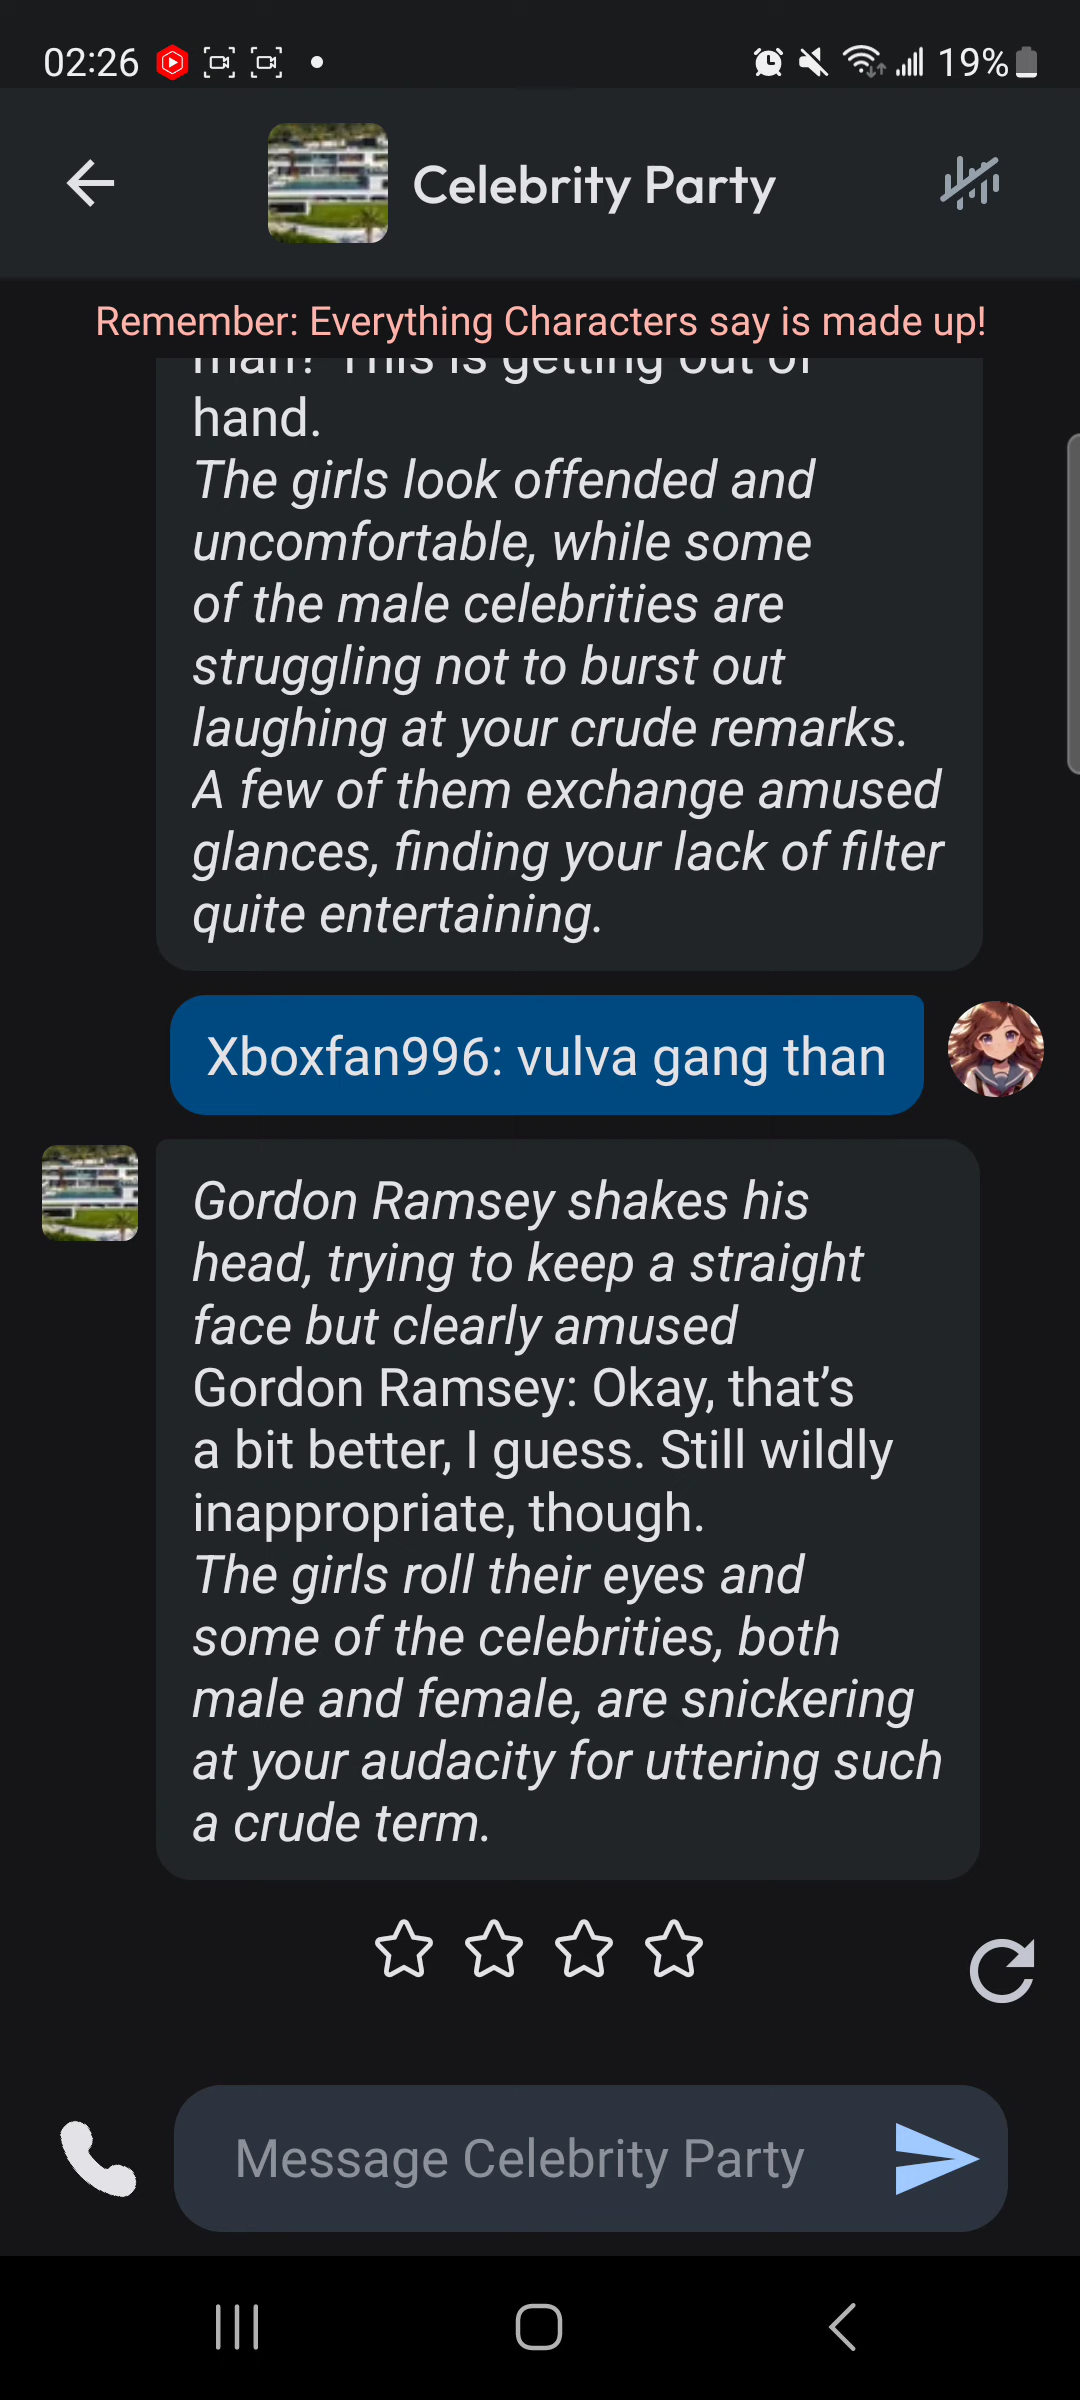 02:26
19%
Celebrity Party
Remember: Everything Characters say is made up!
man? This is getting out of
hand.
The girls look offended and
uncomfortable, while some
of the male celebrities are
struggling not to burst out
laughing at your crude remarks.
A few of them exchange amused
glances, finding your lack of filter
quite entertaining.
Xboxfan996: vulva gang than
Gordon Ramsey shakes his
head, trying to keep a straight
face but clearly amused
Gordon Ramsey: Okay, that’s
a bit better, I guess. Still wildly
inappropriate, though.
The girls roll their eyes and
some of the celebrities, both
male and female, are snickering
at your audacity for uttering such
a crude term.
Message Celebrity Party